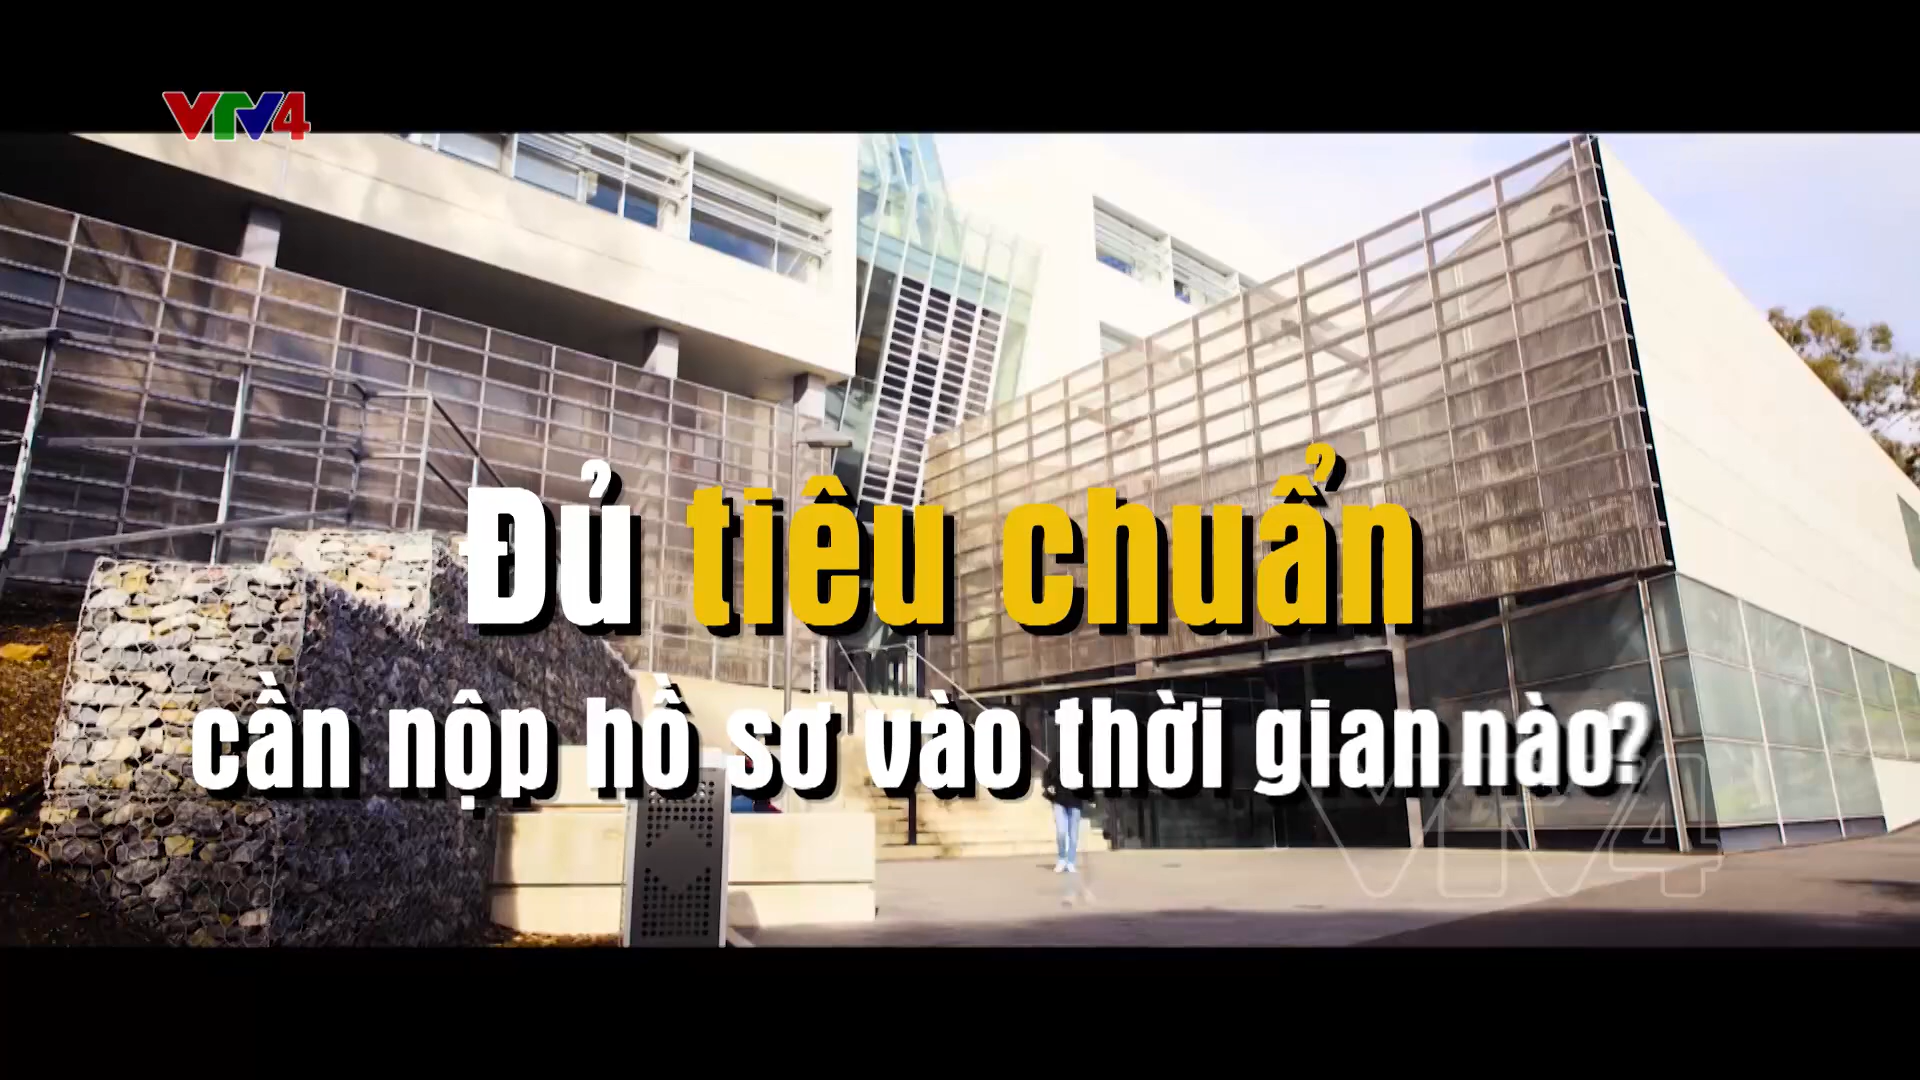 VTV4
Đủ tiêu chuẩn
cần nộp hồ sơ vào thời gian nào?
VTV4